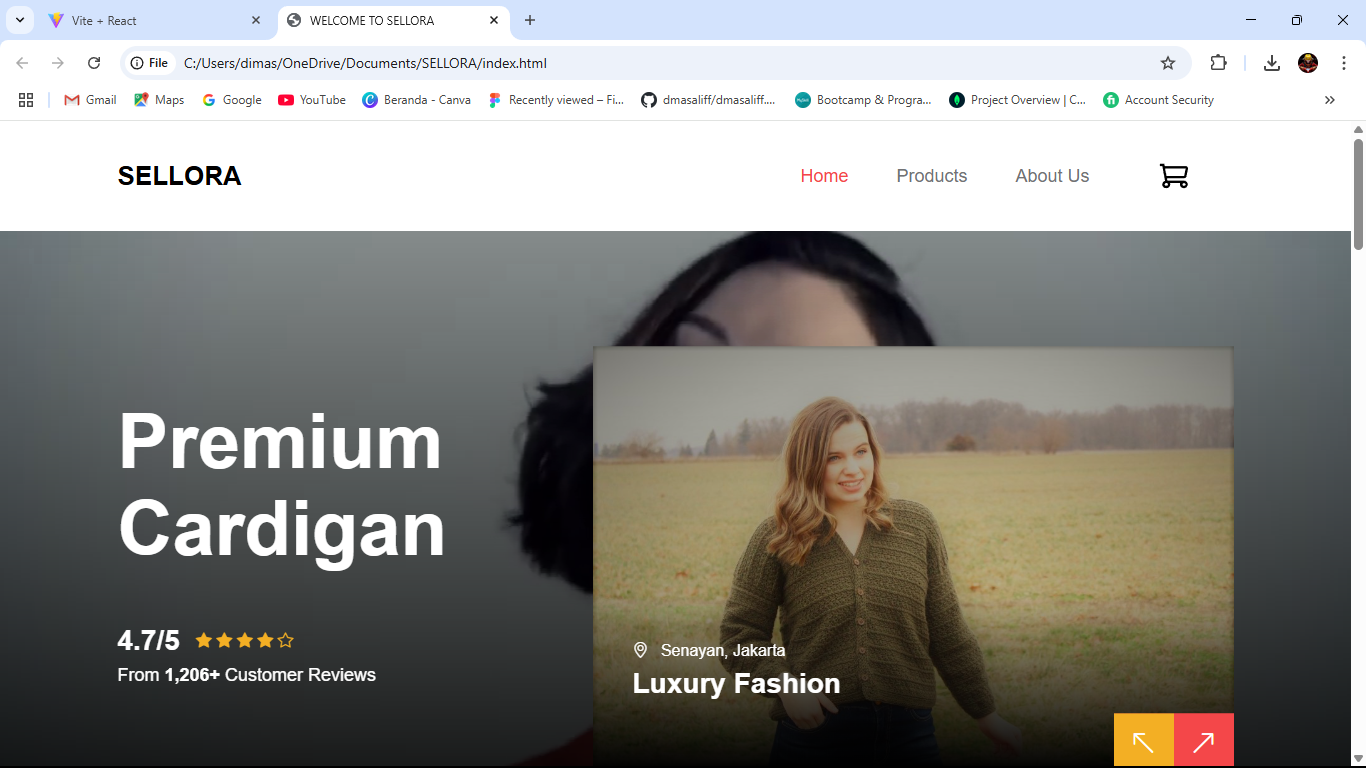 Vite + React
WELCOME TO SELLORA
File
C:/Users/dimas/OneDrive/Documents/SELLORA/index.html
Gmail
Maps
Google
YouTube
Beranda - Canva
Recently viewed – Fi...
dmasaliff/dmasaliff....
Bootcamp & Progra...
Project Overview | C...
Account Security
SELLORA
Home
Products
About Us
Premium
Cardigan
4.7/5
From 1,206+ Customer Reviews
Senayan, Jakarta
Luxury Fashion